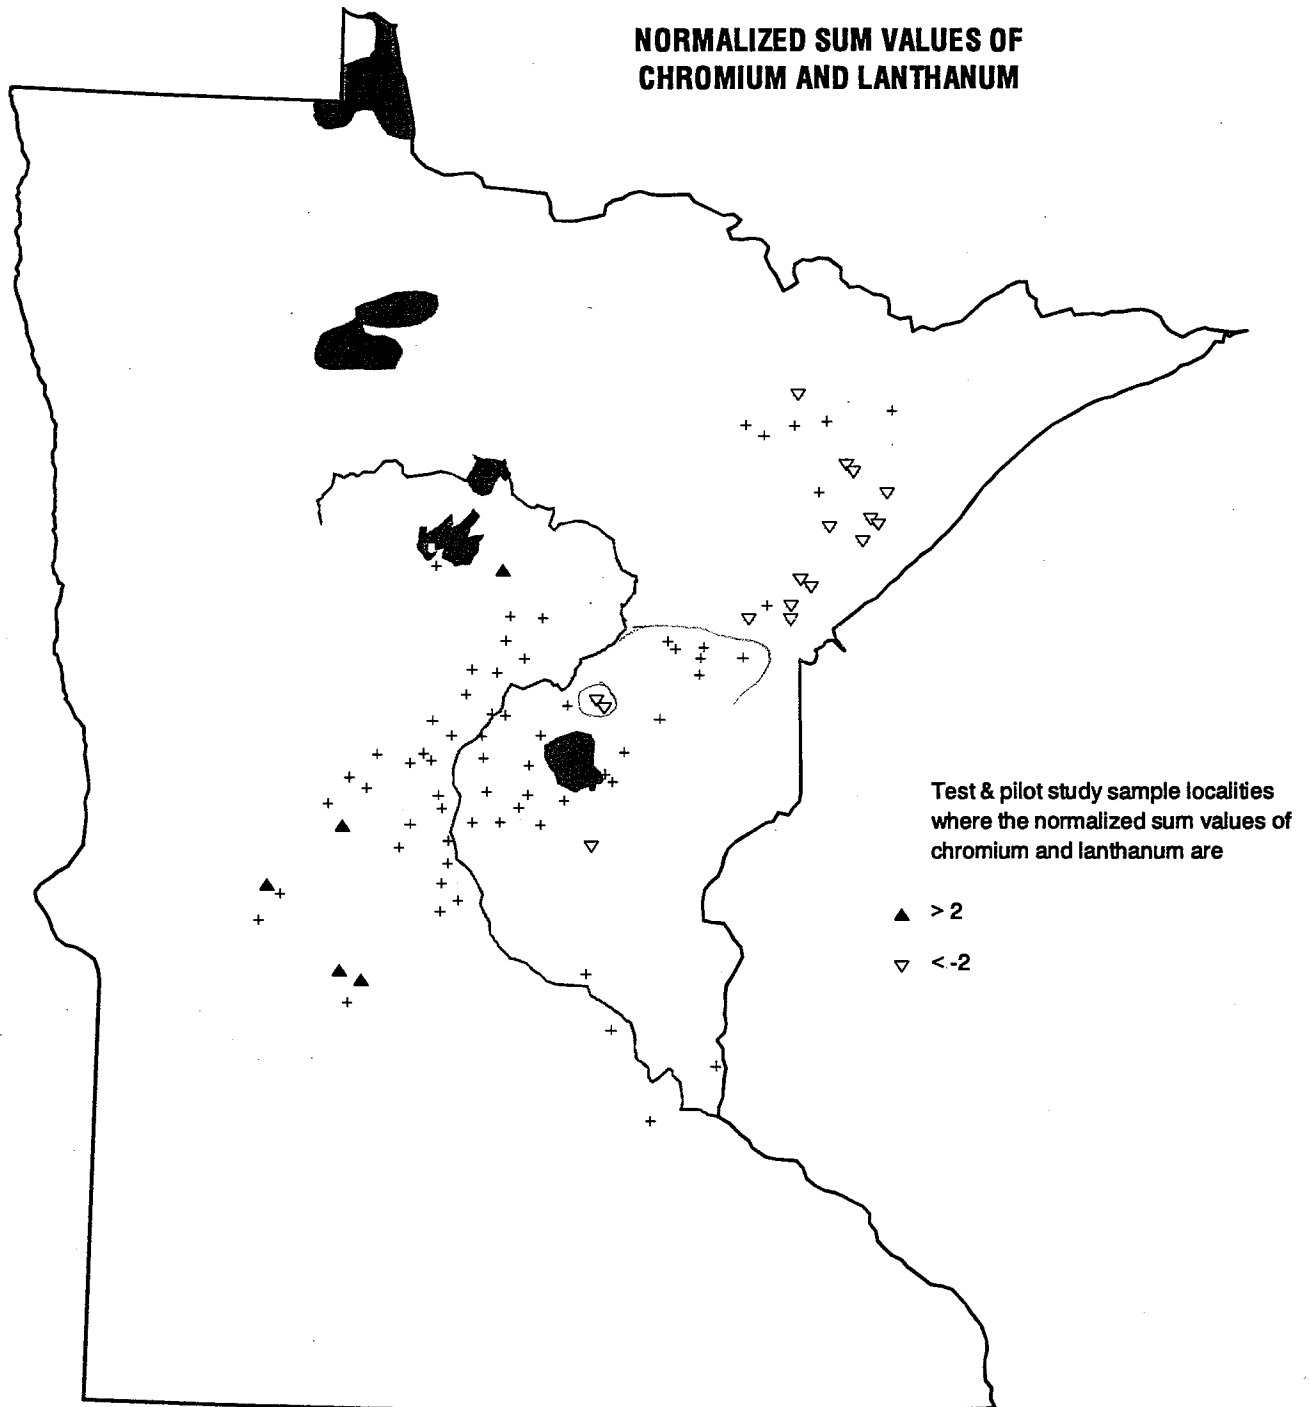 NORMALIZED SUM VALUES OF
CHROMIUM AND LANTHANUM
Test & pilot study sample localities
where the normalized sum values of
chromium and lanthanum are
> 2
< -2